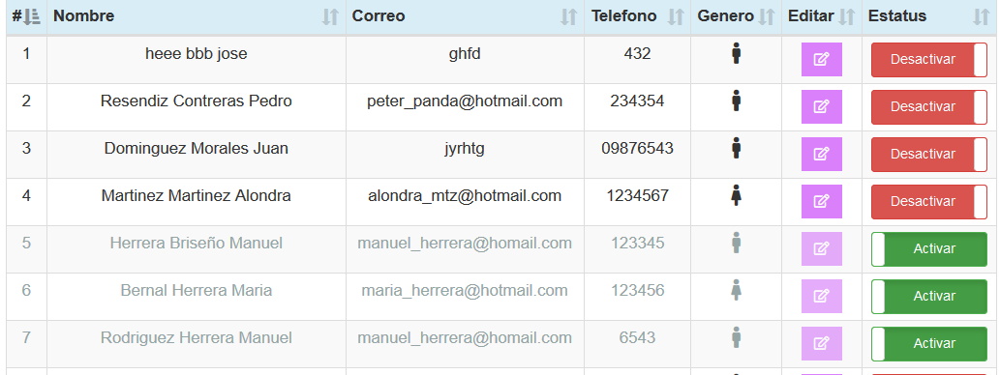 # Nombre Correo Telefono Genero Editar Estatus
1 heee bbb jose ghfd 432 Desactivar
2 Resendiz Contreras Pedro peter_panda@hotmail.com 234354 Desactivar
3 Dominguez Morales Juan jyrhtg 09876543 Desactivar
4 Martinez Martinez Alondra alondra_mtz@hotmail.com 1234567 Desactivar
5 Herrera Briseño Manuel manuel_herrera@homail.com 123345 Activar
6 Bernal Herrera Maria maria_herrera@hotmail.com 123456 Activar
7 Rodriguez Herrera Manuel manuel_herrera@homail.com 6543 Activar